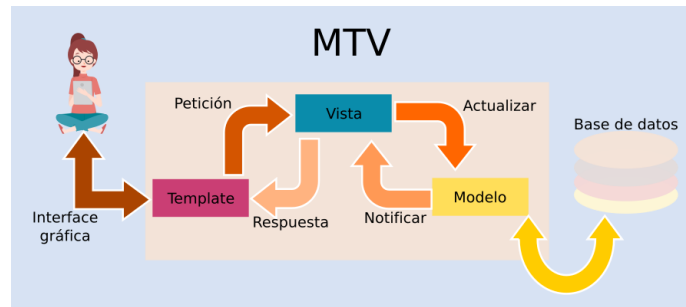 MTV
Petición
Vista
Actualizar
Base de datos
Template
Modelo
Interface
gráfica
Respuesta
Notificar